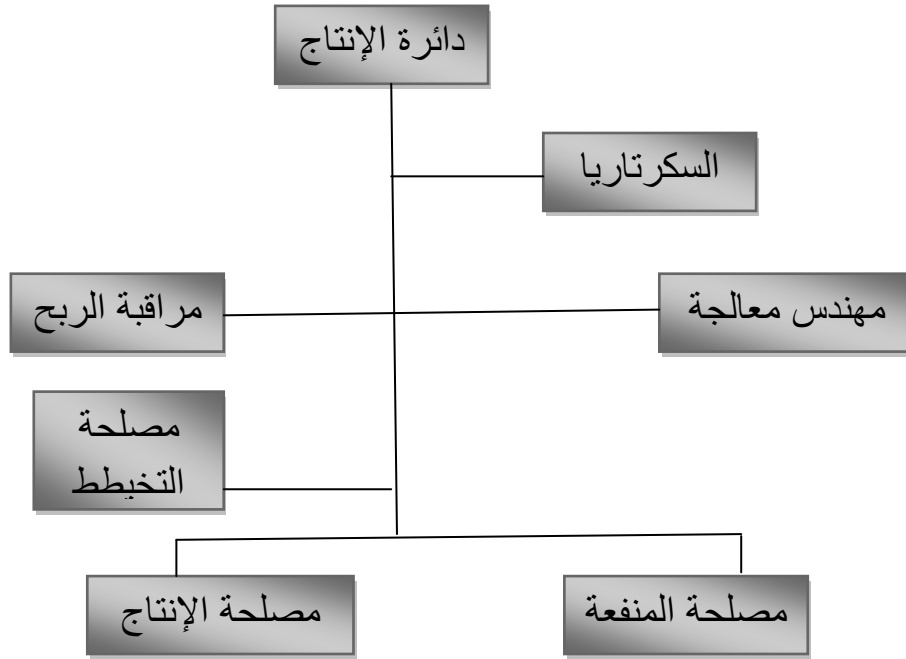 دائرة الإنتاج
السكرتاريا
مهندس معالجة
مراقبة الربح
مصلحة
التخيطط
مصلحة المنفعة
مصلحة الإنتاج